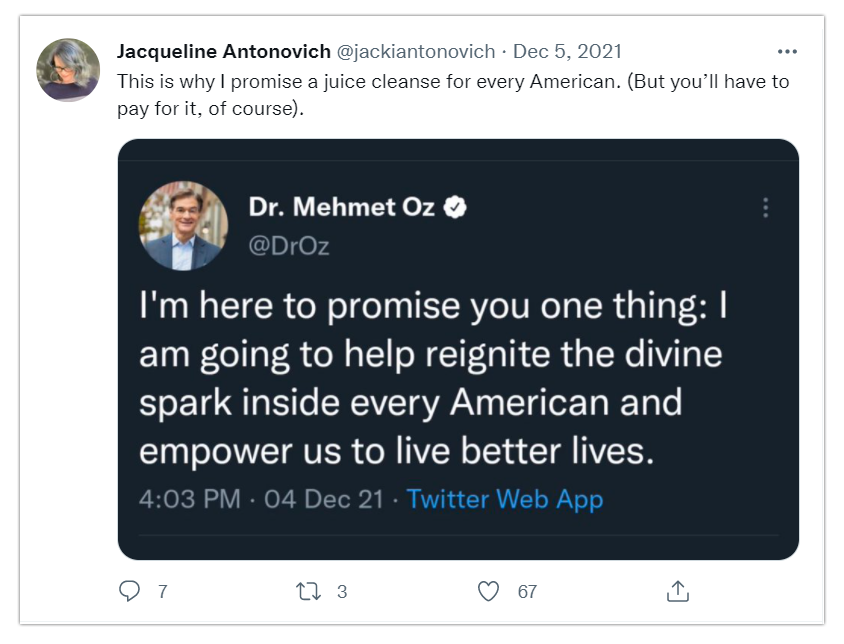 Jacqueline Antonovich @jackiantonovich · Dec 5, 2021
This is why I promise a juice cleanse for every American. (But you’ll have to
pay for it, of course).
Dr. Mehmet Oz
@DrOz
I'm here to promise you one thing: I
am going to help reignite the divine
spark inside every American and
empower us to live better lives.
4:03 PM · 04 Dec 21 · Twitter Web App
7 3 67